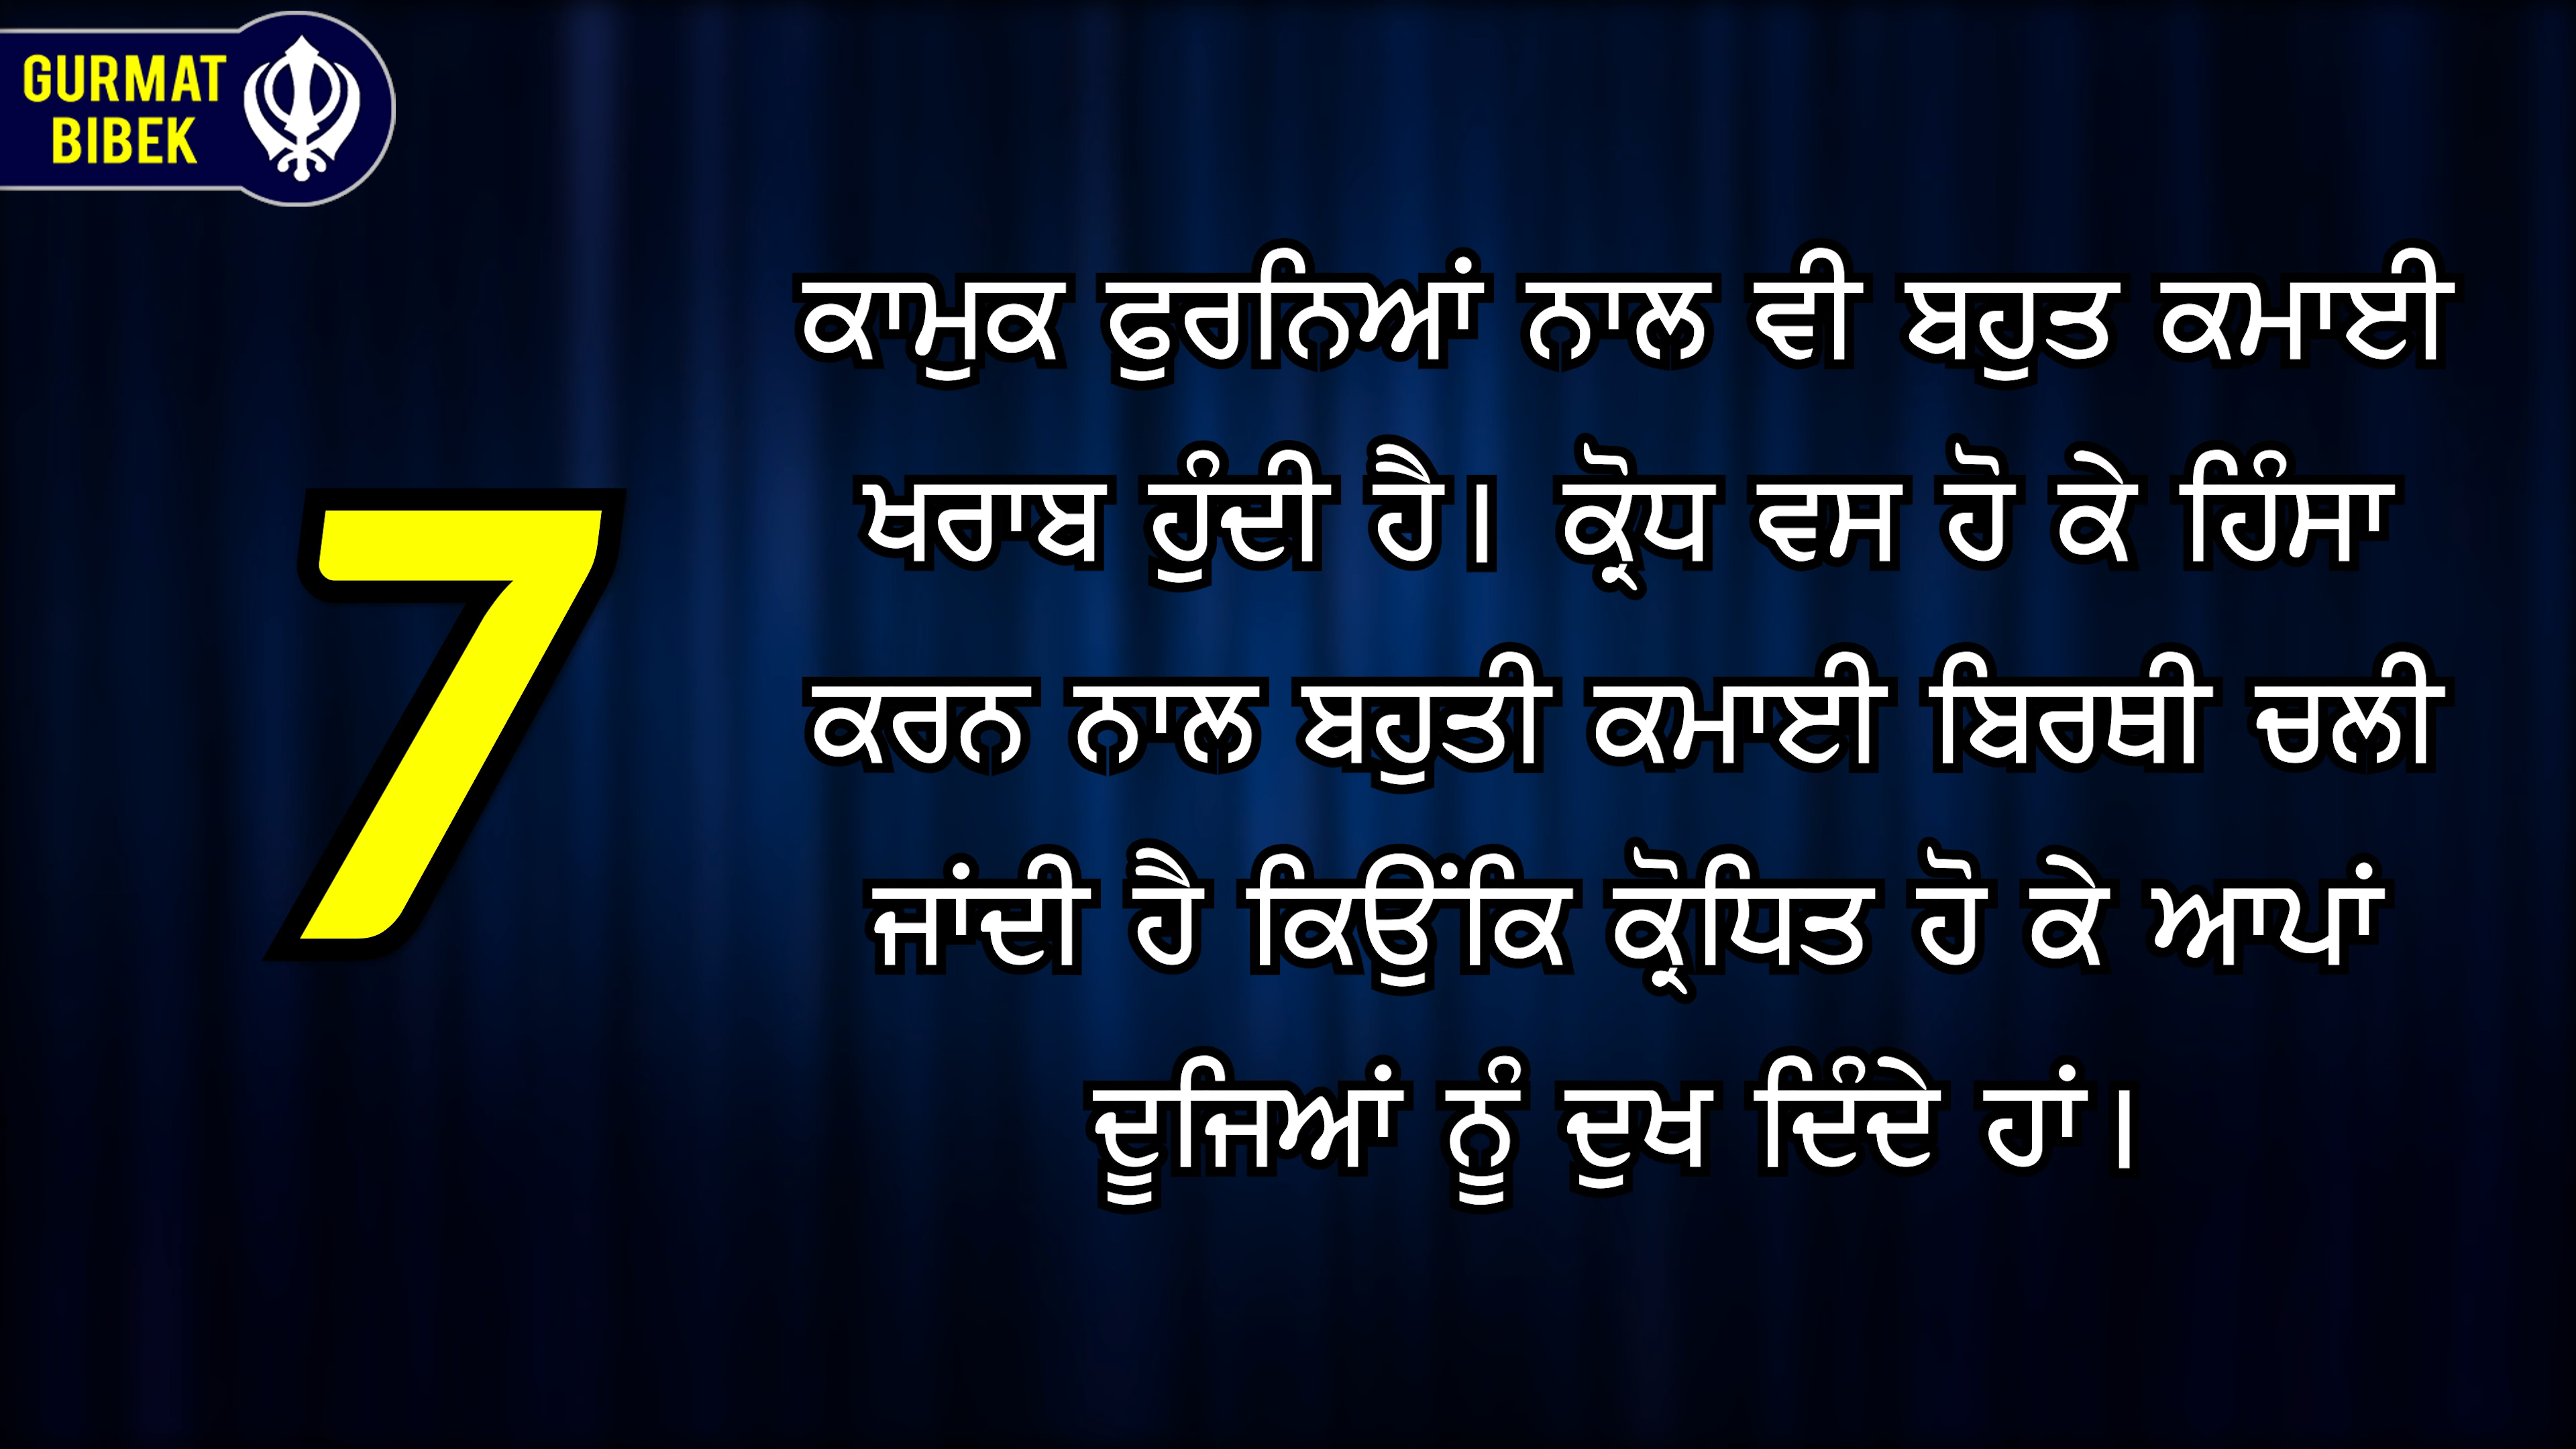 GURMAT
BIBEK
7
ਕਾਮੁਕ ਫੁਰਨਿਆਂ ਨਾਲ ਵੀ ਬਹੁਤ ਕਮਾਈ
ਖਰਾਬ ਹੁੰਦੀ ਹੈ। ਕ੍ਰੋਧ ਵਸ ਹੋ ਕੇ ਹਿੰਸਾ
ਕਰਨ ਨਾਲ ਬਹੁਤੀ ਕਮਾਈ ਬਿਰਥੀ ਚਲੀ
ਜਾਂਦੀ ਹੈ ਕਿਉਂਕਿ ਕ੍ਰੋਧਿਤ ਹੋ ਕੇ ਆਪਾਂ
ਦੂਜਿਆਂ ਨੂੰ ਦੁਖ ਦਿੰਦੇ ਹਾਂ।